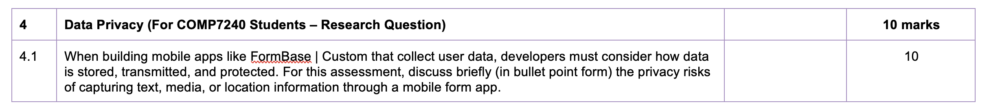 4
Data Privacy (For COMP7240 Students – Research Question)
10 marks
4.1
When building mobile apps like FormBase | Custom that collect user data, developers must consider how data
is stored, transmitted, and protected. For this assessment, discuss briefly (in bullet point form) the privacy risks
of capturing text, media, or location information through a mobile form app.
10